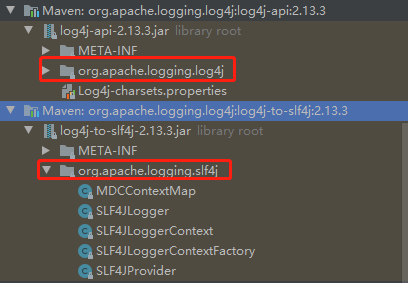 Maven: org.apache.logging.log4j:log4j-api:2.13.3
log4j-api-2.13.3.jar library root
META-INF
org.apache.logging.log4j
Log4j-charsets.properties
Maven: org.apache.logging.log4j:log4j-to-slf4j:2.13.3
log4j-to-slf4j-2.13.3.jar library root
META-INF
org.apache.logging.slf4j
MDCContextMap
SLF4JLogger
SLF4JLoggerContext
SLF4JLoggerContextFactory
SLF4JProvider